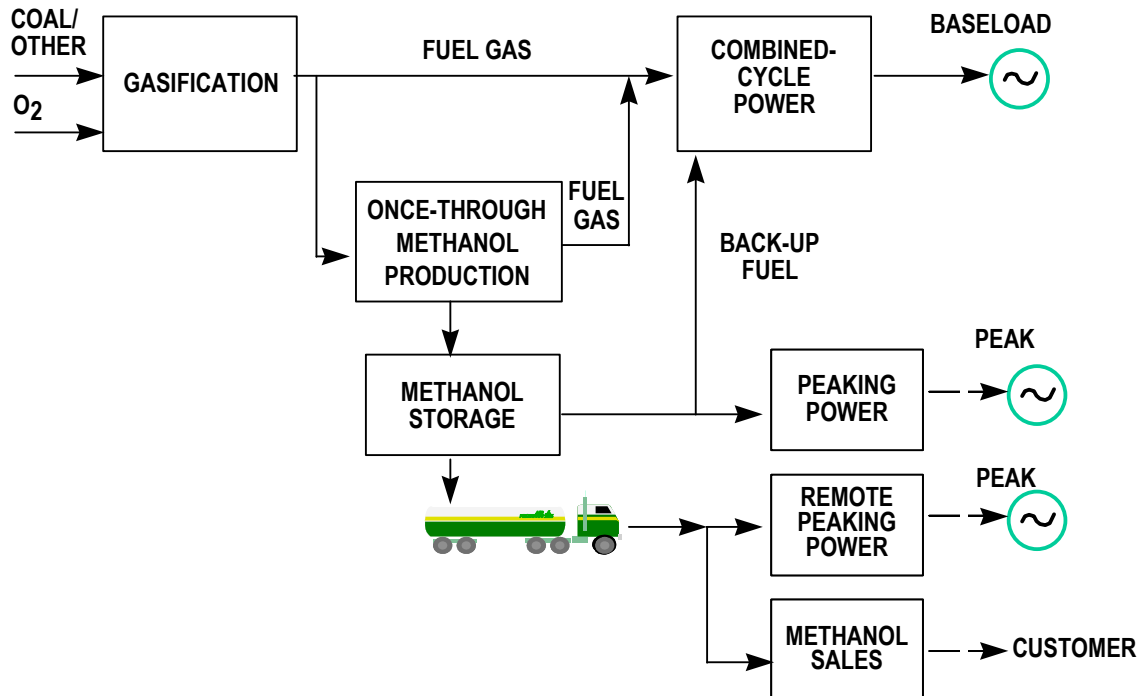 COAL/
OTHER
O2
GASIFICATION
FUEL GAS
COMBINED-
CYCLE
POWER
BASELOAD
ONCE-THROUGH
METHANOL
PRODUCTION
FUEL
GAS
BACK-UP
FUEL
METHANOL
STORAGE
PEAKING
POWER
PEAK
REMOTE
PEAKING
POWER
PEAK
METHANOL
SALES
CUSTOMER